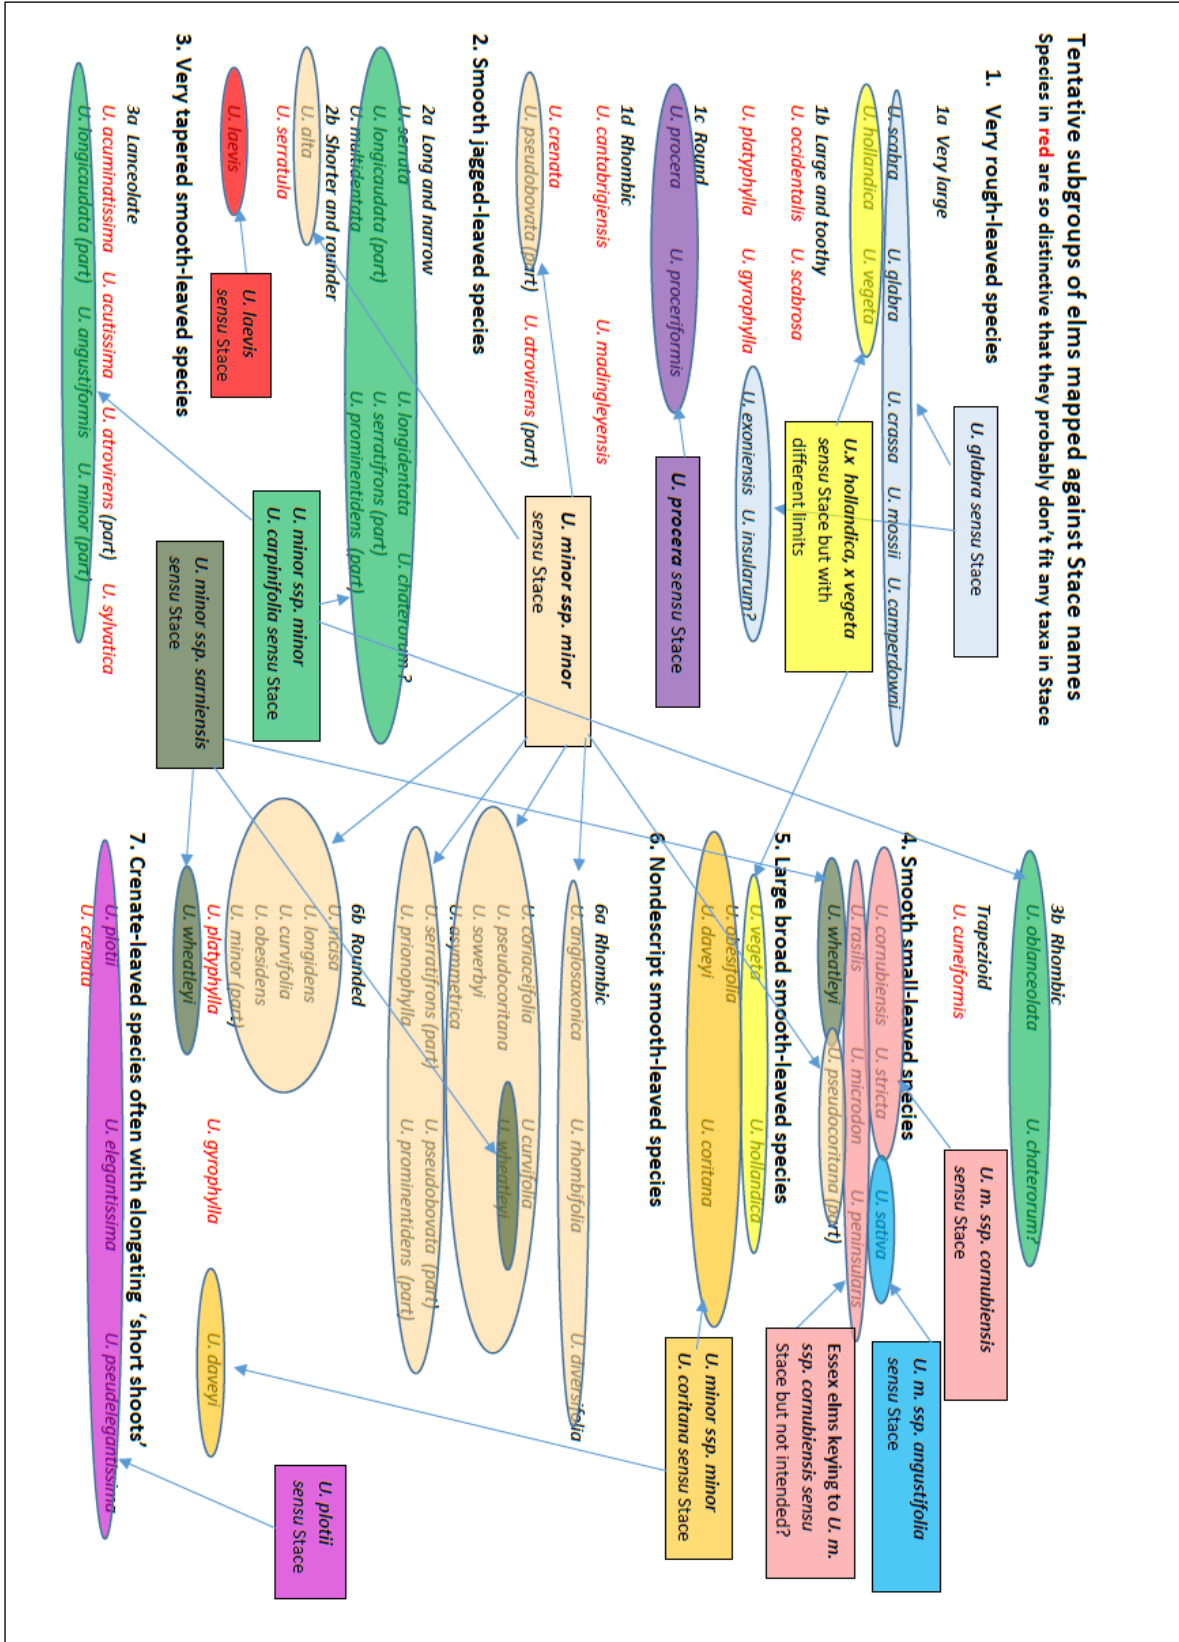 Tentative subgroups of elms mapped against Stace names
Species in red are so distinctive that they probably don't fit any taxa in Stace
1. Very rough-leaved species
1a Very large
U. scabra U. glabra U. crassa U. mossii U. camperdowni
U. hollandica U. vegeta
1b Large and toothy
U. occidentalis U. scabrosa
U. platyphylla U. gyrophylla U. exoniensis U. insularum?
1c Round
U. procera U. proceriformis
1d Rhombic
U. cantabrigiensis U. madingleyensis
U. crenata
U. pseudobovata (part) U. atrovirens (part)
2. Smooth jagged-leaved species
2a Long and narrow
U. serrata U. longidentata U. chaterorum ?
U. longicaudata (part) U. serratifrons (part)
U. multidentata U. prominentidens (part)
2b Shorter and rounder
U. alta
U. serratula
U. laevis
3. Very tapered smooth-leaved species
3a Lanceolate
U. acuminatissima U. acutissima U. atrovirens (part) U. sylvatica
U. longicaudata (part) U. angustiformis U. minor (part)
U. glabra sensu Stace
U.x hollandica, x vegeta
sensu Stace but with
different limits
U. procera sensu Stace
U. minor ssp. minor
sensu Stace
U. minor ssp. minor
U. carpinifolia sensu Stace
U. laevis
sensu Stace
U. minor ssp. sarniensis
sensu Stace
3b Rhombic
U. oblanceolata U. chaterorum?
Trapezioid
U. cuneiformis
4. Smooth small-leaved species
U. cornubiensis U. stricta U. sativa
U. rasilis U. microdon U. peninsularis
U. wheatleyi U. pseudocoritana (part)
5. Large broad smooth-leaved species
U. vegeta U. hollandica
U. obesifolia
U. daveyi U. coritana
6. Nondescript smooth-leaved species
6a Rhombic
U. anglosaxonica U. rhombifolia U. diversifolia
U. corioceifolia U. curvifolia
U. pseudocoritana U. wheatleyi
U. sowerbyi
U. asymmetrica
U. serratifrons (part) U. pseudobovata (part)
U. prionophylla U. prominentidens (part)
6b Rounded
U. incisa
U. longidens
U. curvifolia
U. obesidens
U. minor (part)
U. platyphylla U. gyrophylla U. daveyi
U. wheatleyi
7. Crenate-leaved species often with elongating 'short shoots'
U. plotii U. elegantissima U. pseudelegantissima
U. crenata
U. m. ssp. cornubiensis
sensu Stace
U. m. ssp. angustifolia
sensu Stace
Essex elms keying to U. m.
ssp. cornubiensis sensu
Stace but not intended?
U. minor ssp. minor
U. coritana sensu Stace
U. plotii
sensu Stace